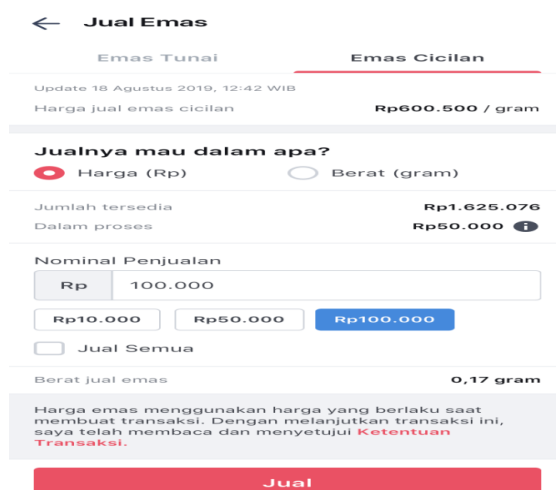 Jual Emas
Emas Tunai Emas Cicilan
Update 18 Agustus 2019, 12:42 WIB
Harga jual emas cicilan Rp600.500 / gram
Jualnya mau dalam apa?
Harga (Rp) Berat (gram)
Jumlah tersedia Rp1.625.076
Dalam proses Rp50.000 i
Nominal Penjualan
Rp 100.000
Rp10.000 Rp50.000 Rp100.000
Jual Semua
Berat jual emas 0,17 gram
Harga emas menggunakan harga yang berlaku saat
membuat transaksi. Dengan melanjutkan transaksi ini,
saya telah membaca dan menyetujui Ketentuan
Transaksi.
Jual